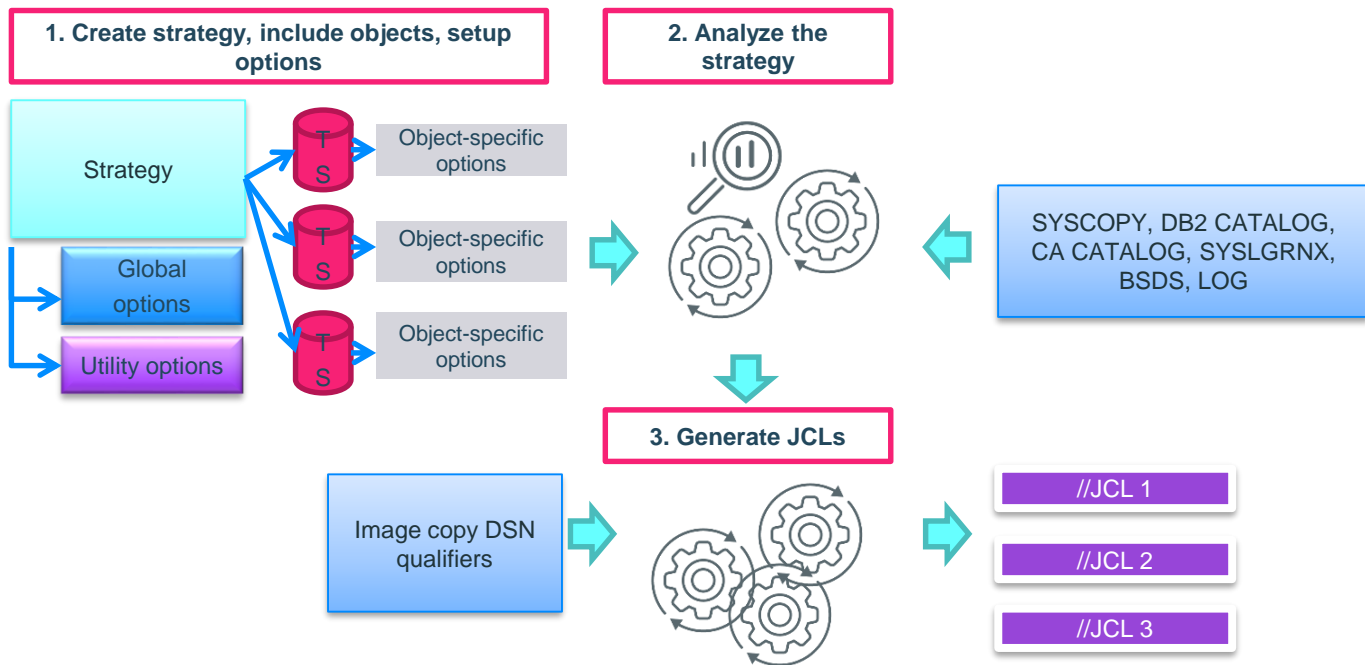 1. Create strategy, include objects, setup
options
2. Analyze the
strategy
Strategy
T
S
Object-specific
options
T
S
Object-specific
options
T
S
Object-specific
options
Global
options
Utility options
SYSCOPY, DB2 CATALOG,
CA CATALOG, SYSLGRNX,
BSDS, LOG
3. Generate JCLs
Image copy DSN
qualifiers
//JCL 1
//JCL 2
//JCL 3